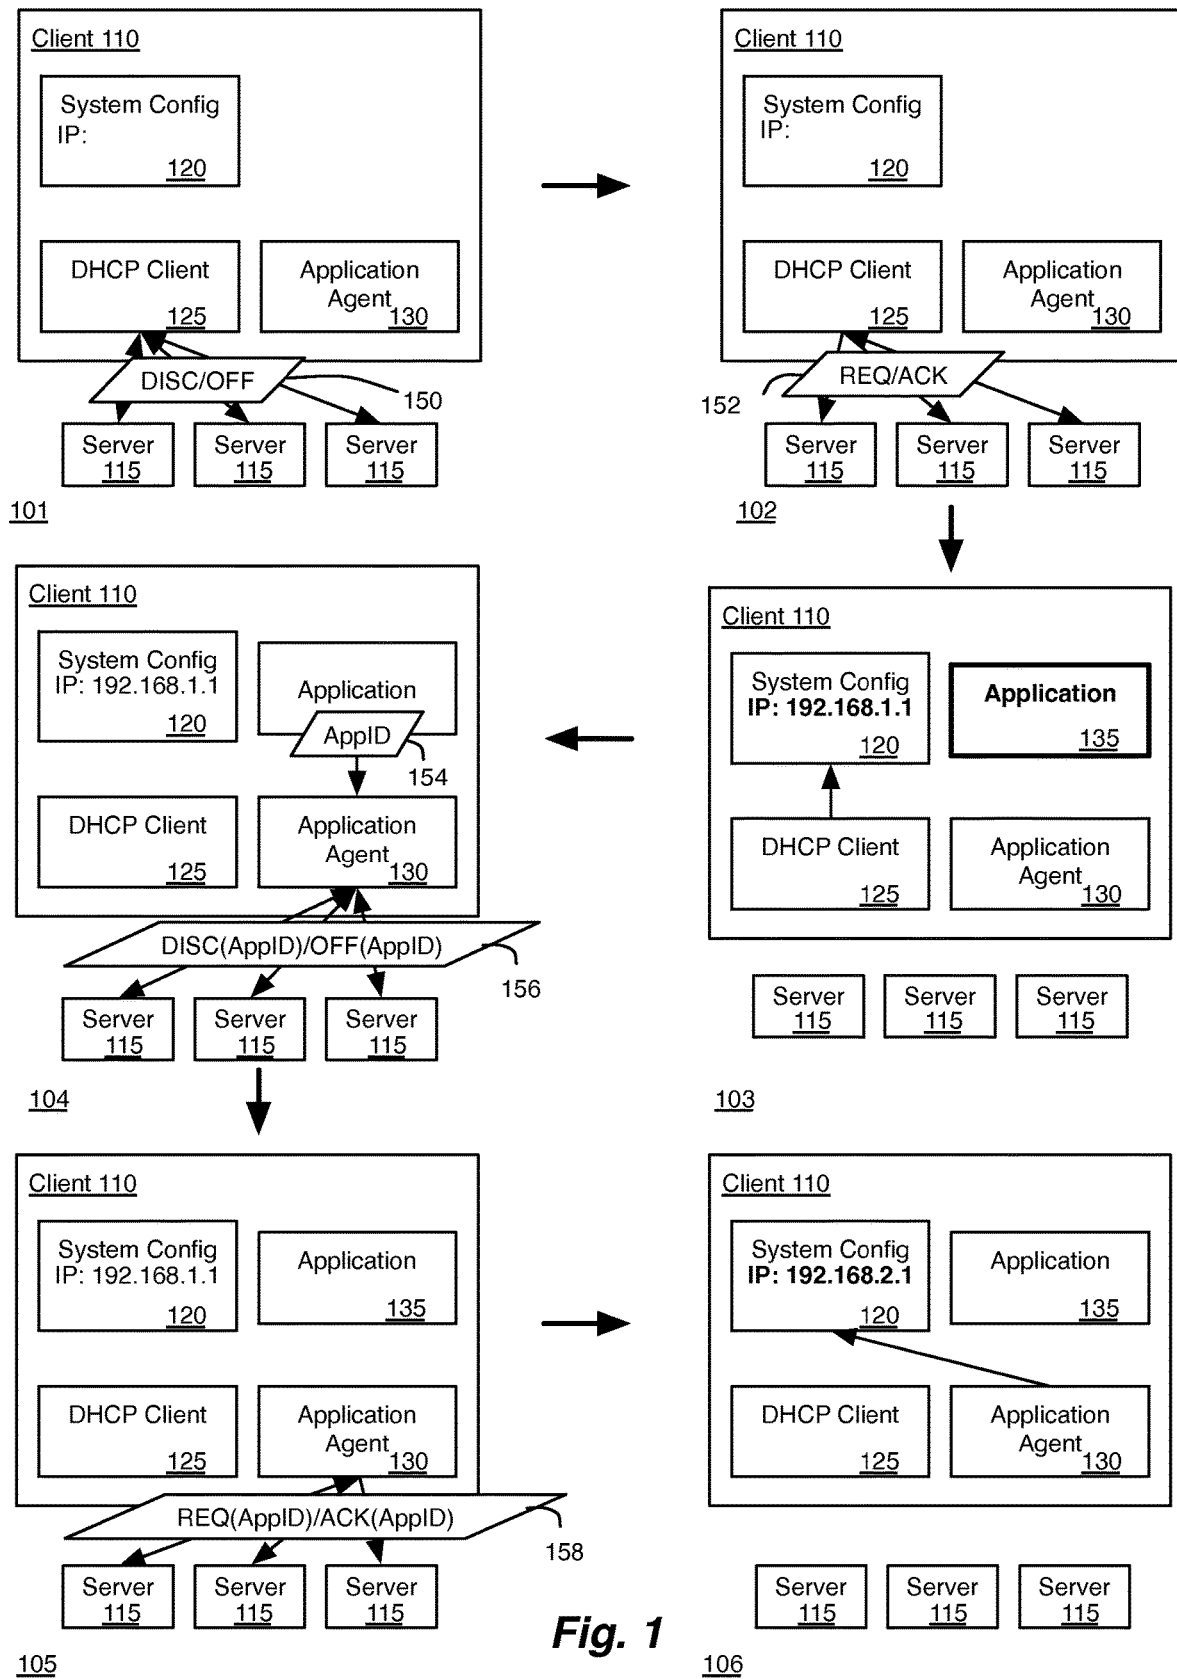 Client 110
System Config
IP:
120
DHCP Client
125
Application
Agent
130
DISC/OFF
150
Server
115
Server
115
Server
115
101
Client 110
System Config
IP:
120
DHCP Client
125
Application
Agent
130
REQ/ACK
152
Server
115
Server
115
Server
115
102
Client 110
System Config
IP: 192.168.1.1
120
Application
135
DHCP Client
125
Application
Agent
130
Server
115
Server
115
Server
115
103
Client 110
System Config
IP: 192.168.1.1
120
Application
AppID
154
DHCP Client
125
Application
Agent
130
DISC(AppID)/OFF(AppID)
156
Server
115
Server
115
Server
115
104
Client 110
System Config
IP: 192.168.1.1
120
Application
135
DHCP Client
125
Application
Agent
130
REQ(AppID)/ACK(AppID)
158
Server
115
Server
115
Server
115
105
Client 110
System Config
IP: 192.168.2.1
120
Application
135
DHCP Client
125
Application
Agent
130
Server
115
Server
115
Server
115
106
Fig. 1